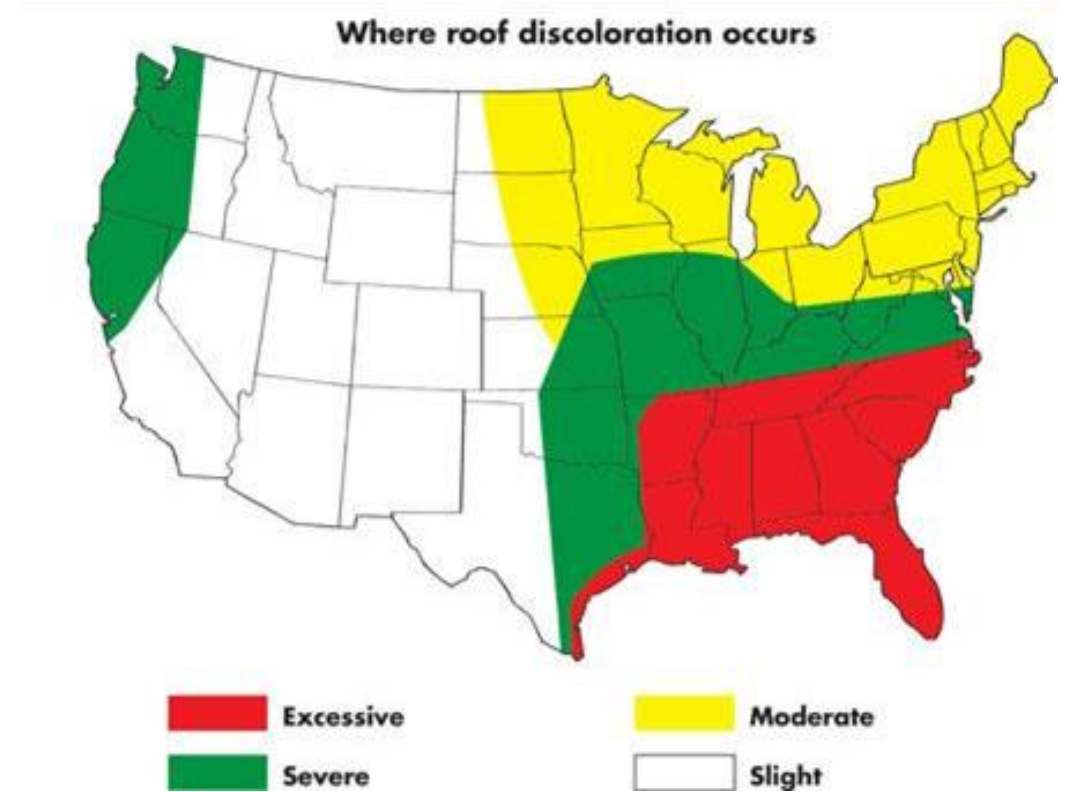 Where roof discoloration occurs
Excessive
Moderate
Severe
Slight